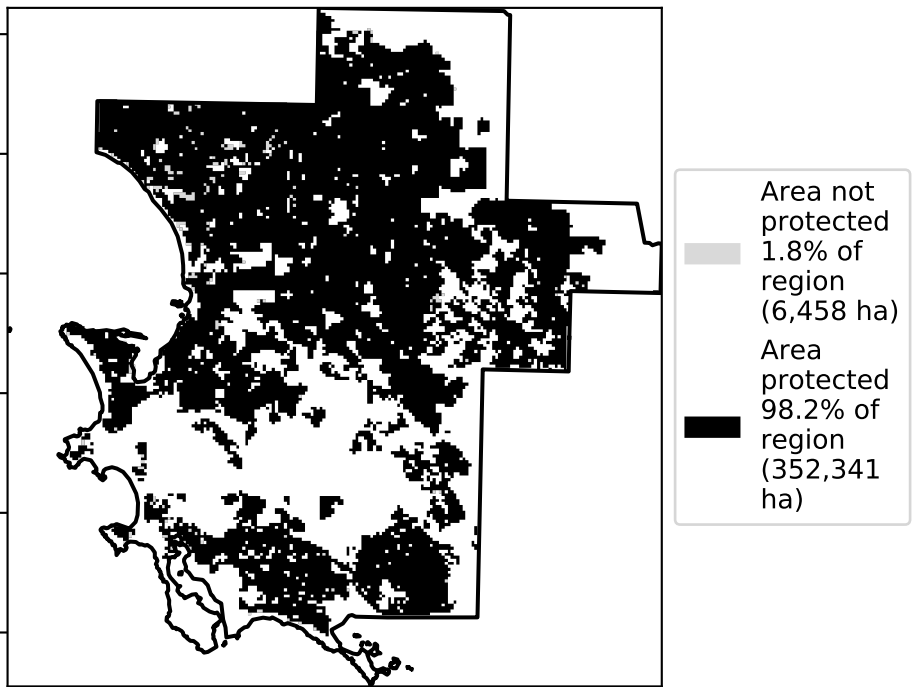 Area not
protected
1.8% of
region
(6,458 ha)
Area
protected
98.2% of
region
(352,341
ha)